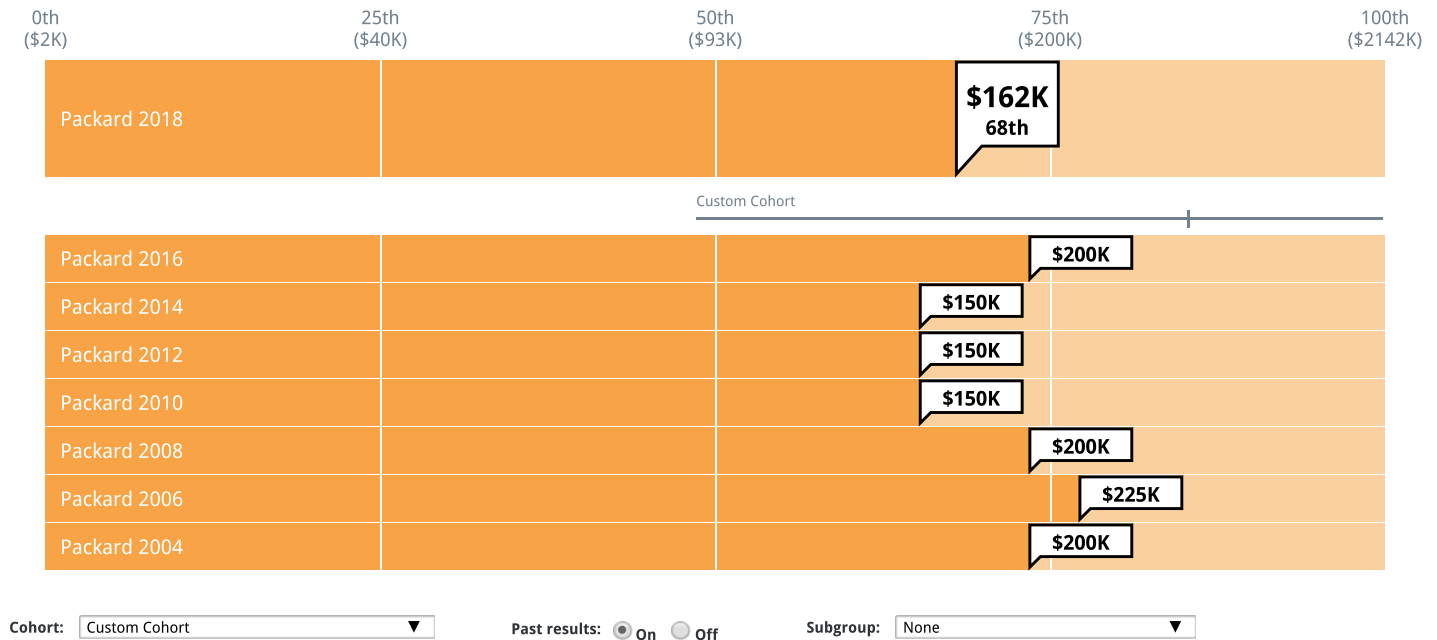 0th 25th 50th 75th 100th
($2K) ($40K) ($93K) ($200K) ($2142K)
Packard 2018
$162K
68th
Custom Cohort
Packard 2016 $200K
Packard 2014 $150K
Packard 2012 $150K
Packard 2010 $150K
Packard 2008 $200K
Packard 2006 $225K
Packard 2004 $200K
Cohort: Custom Cohort ▼ Past results: On Off Subgroup: None ▼